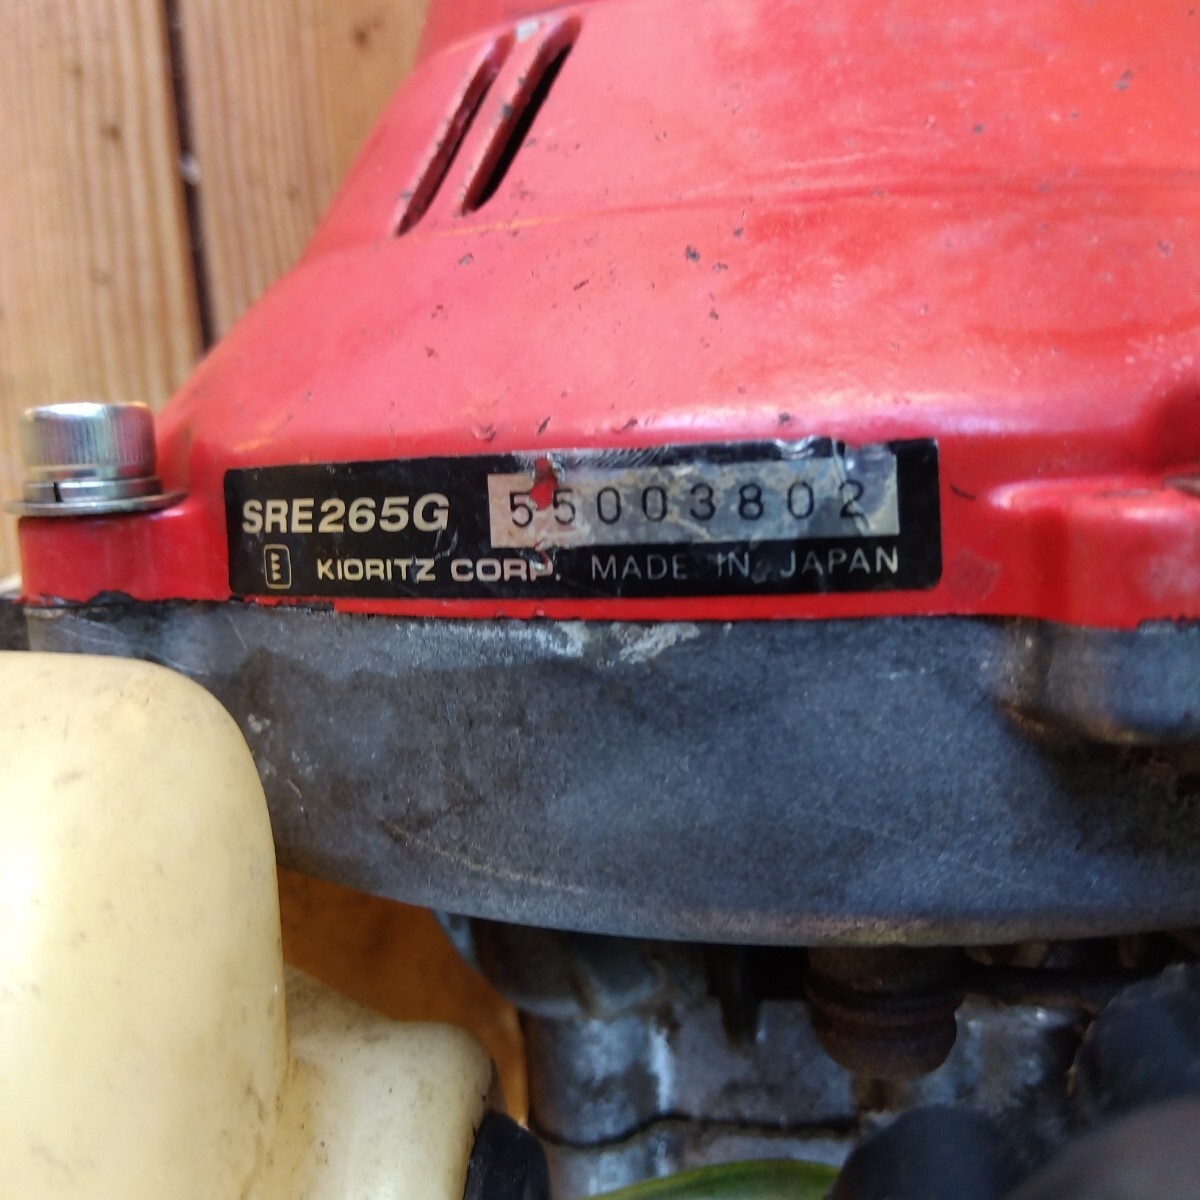 SRE265G 55003802
KIORITZ CORP. MADE IN JAPAN